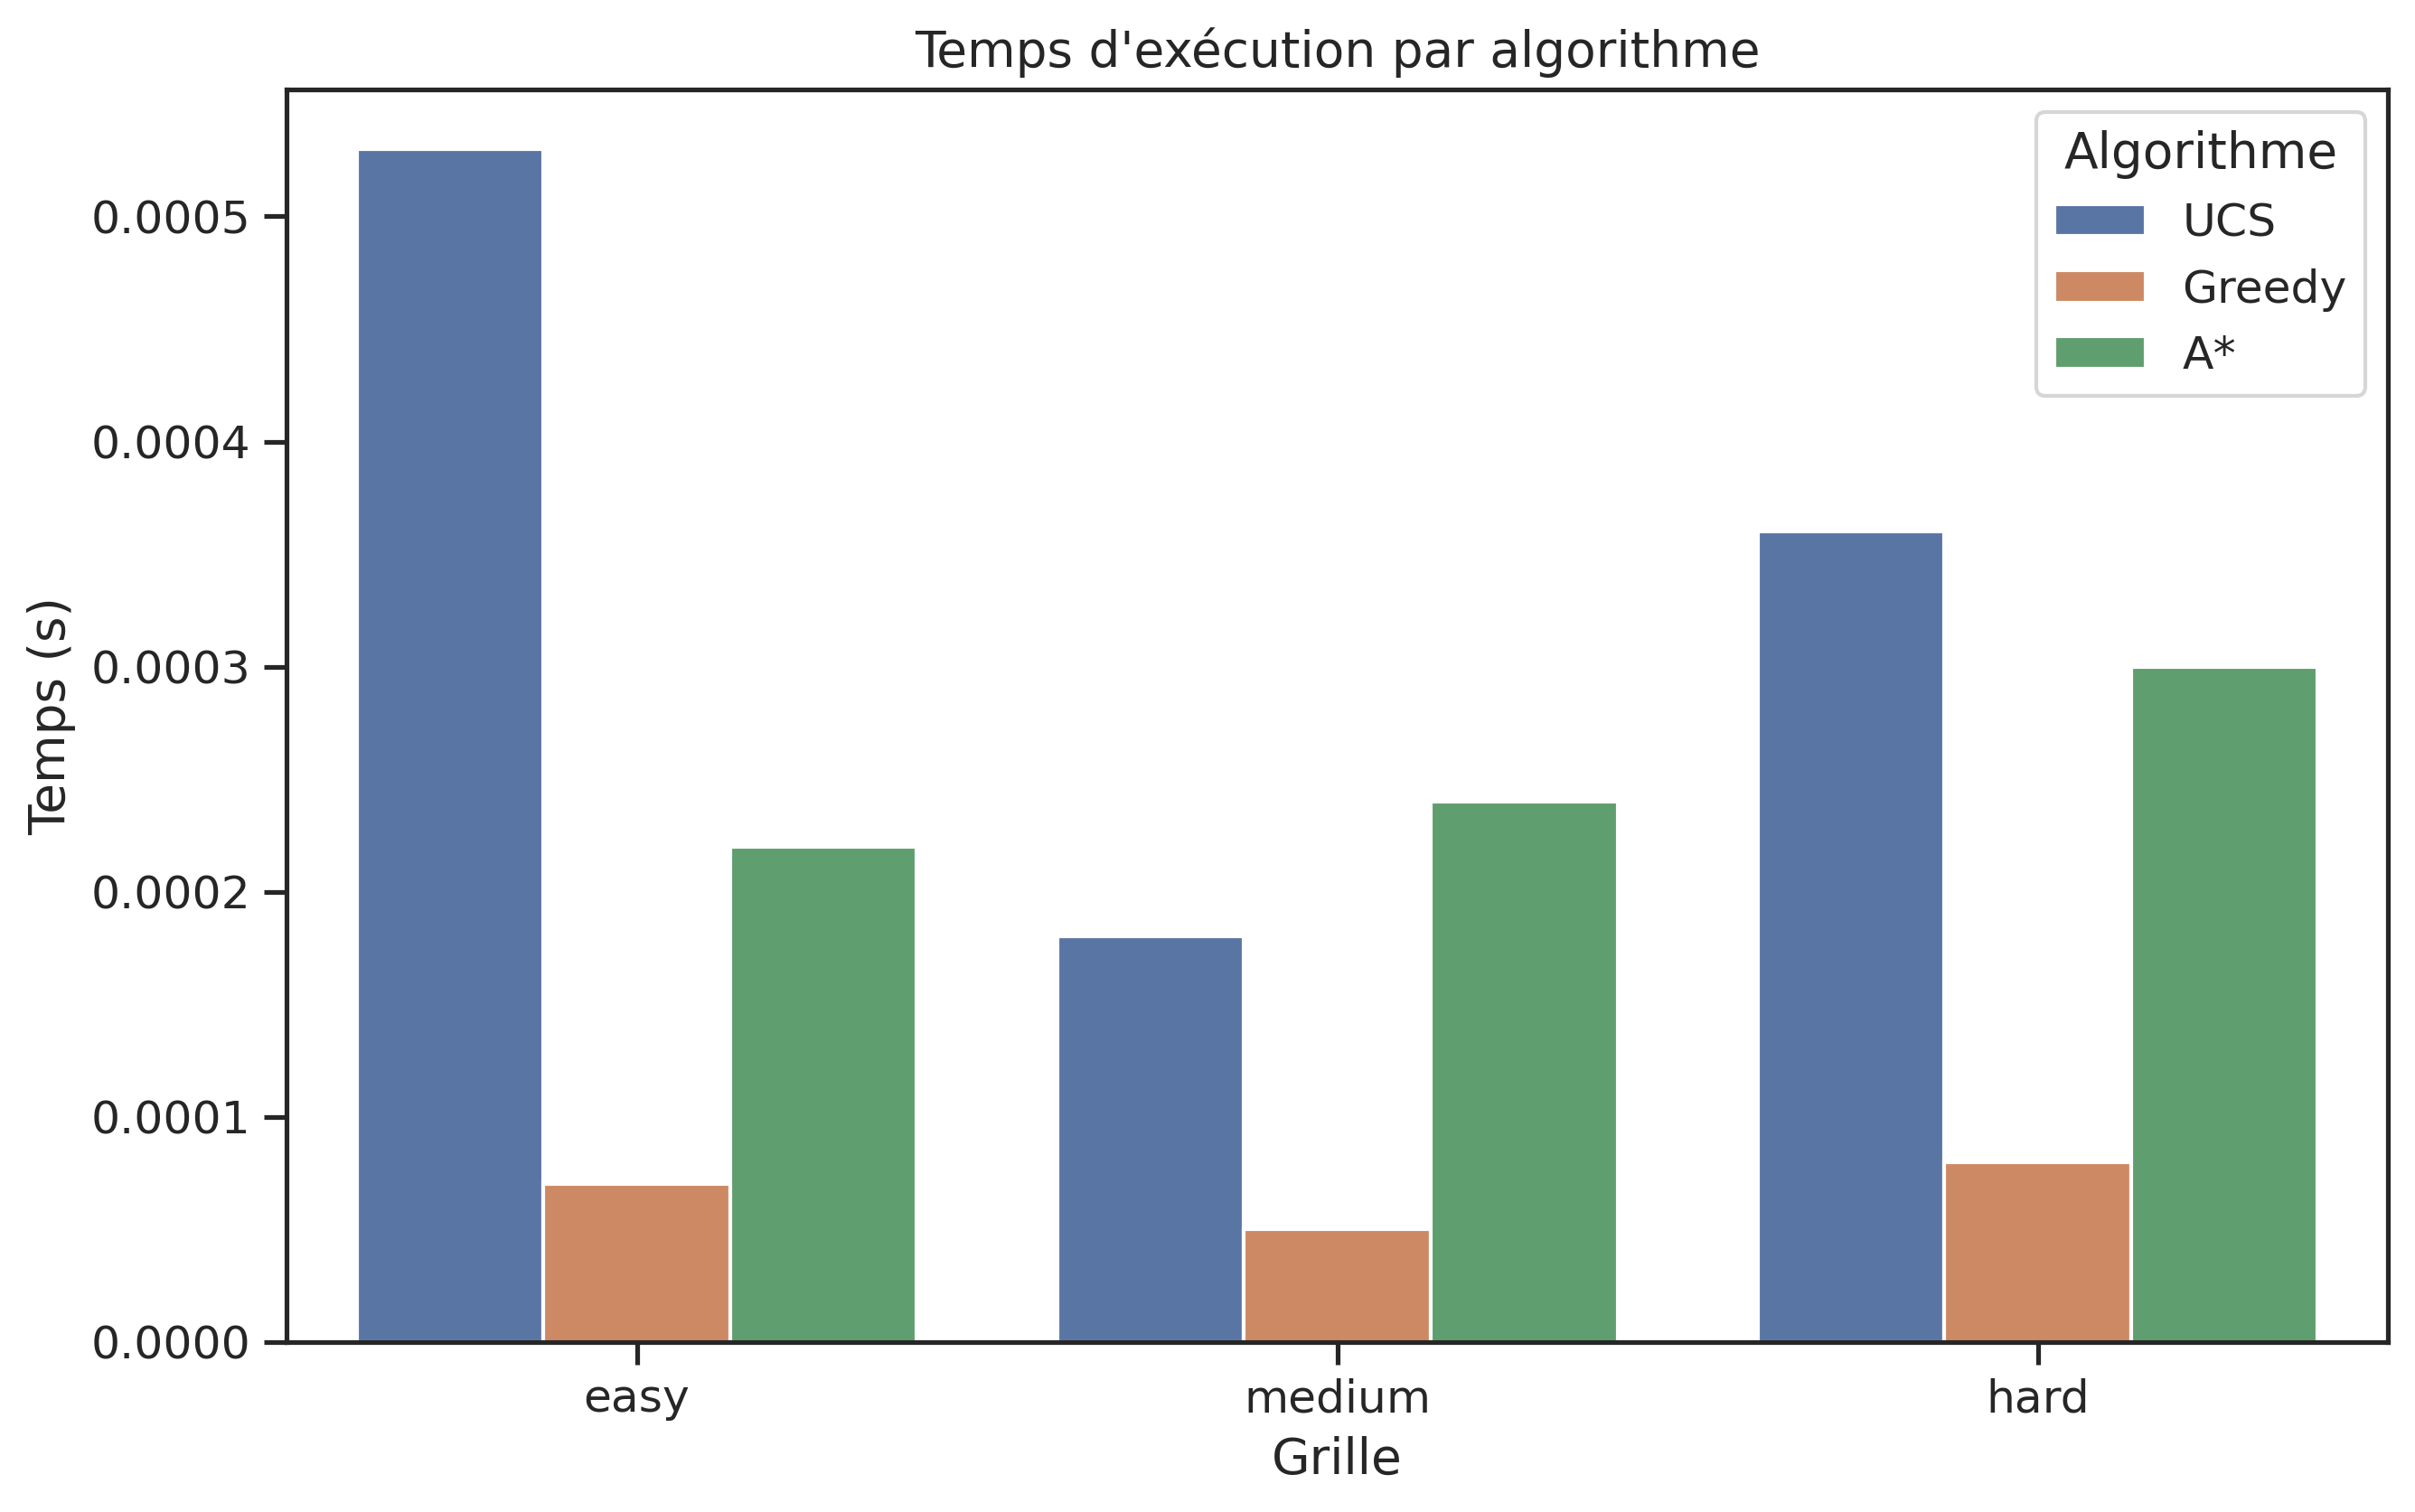 Temps d'exécution par algorithme
Algorithme
UCS
Greedy
A*
Temps (s)
0.0005
0.0004
0.0003
0.0002
0.0001
0.0000
easy
medium
hard
Grille